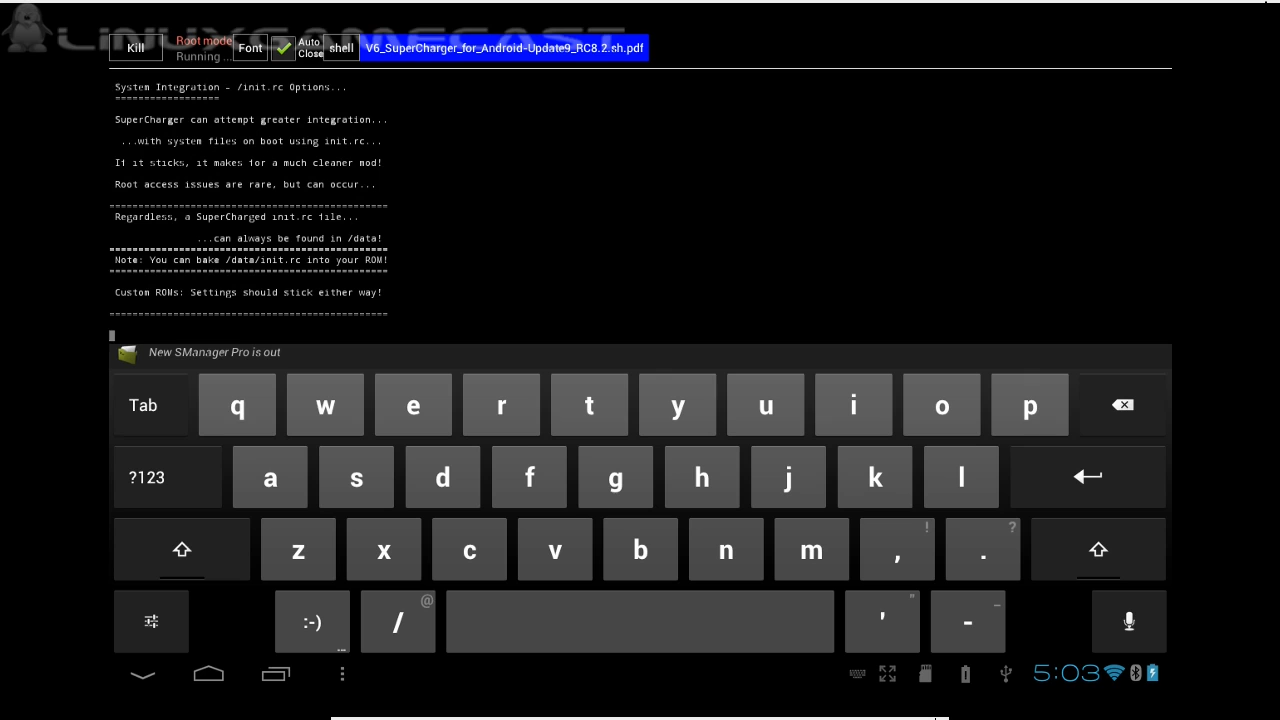 LINUXGAMECAST
Kill
Root mode
Running ...
Font
Auto
Close
shell
V6_SuperCharger_for_Android-Update9_RC8.2.sh.pdf
System Integration - /init.rc Options...
==================
SuperCharger can attempt greater integration...
...with system files on boot using init.rc...
If it sticks, it makes for a much cleaner mod!
Root access issues are rare, but can occur...
================================================
Regardless, a SuperCharged init.rc file...
...can always be found in /data!
================================================
Note: You can bake /data/init.rc into your ROM!
================================================
Custom ROMs: Settings should stick either way!
================================================
New SManager Pro is out
Tab q w e r t y u i o p
?123 a s d f g h j k l
z x c v b n m , ! . ?
:-) ... / @ ' " - _
5:03